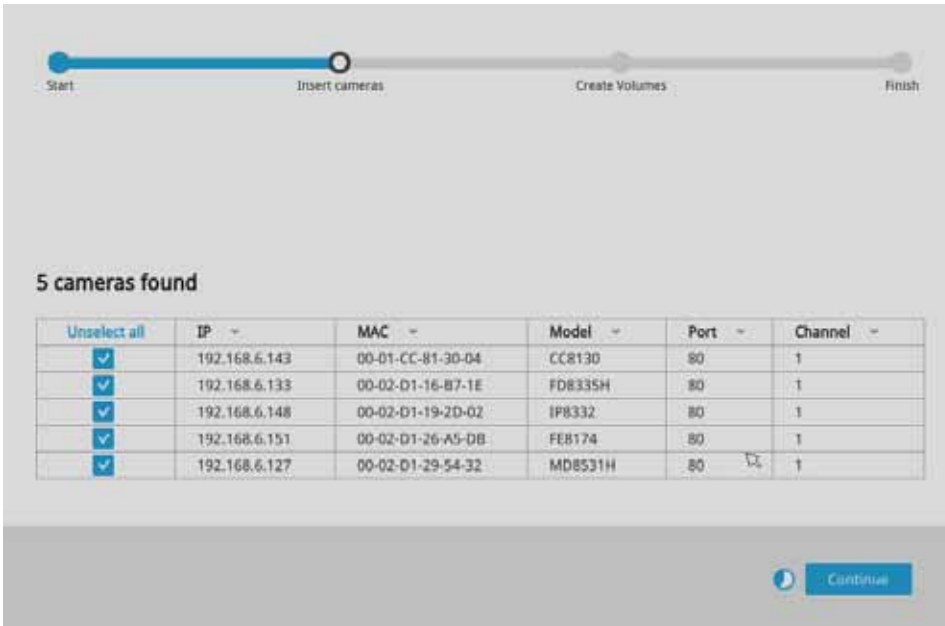 Start Insert cameras Create Volumes Finish
5 cameras found
Unselect all IP MAC Model Port Channel
192.168.6.143 00-01-CC-81-30-04 CC8130 80 1
192.168.6.133 00-02-D1-16-B7-1E FD8335H 80 1
192.168.6.148 00-02-D1-19-2D-02 IP8332 80 1
192.168.6.151 00-02-D1-26-A5-DB FE8174 80 1
192.168.6.127 00-02-D1-29-54-32 MD8531H 80 1
Continue